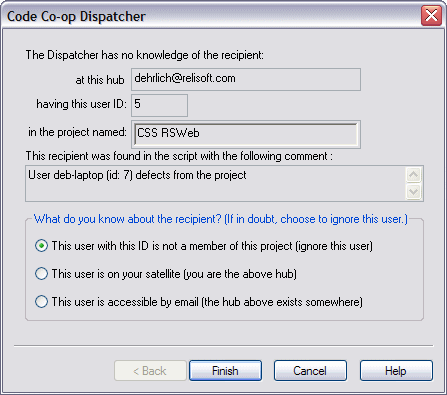 Code Co-op Dispatcher
The Dispatcher has no knowledge of the recipient:
at this hub dehrlich@relisoft.com
having this user ID: 5
in the project named: CSS RSWeb
This recipient was found in the script with the following comment :
User deb-laptop (id: 7) defects from the project
What do you know about the recipient? (If in doubt, choose to ignore this user.)
This user with this ID is not a member of this project (ignore this user)
This user is on your satellite (you are the above hub)
This user is accessible by email (the hub above exists somewhere)
< Back Finish Cancel Help